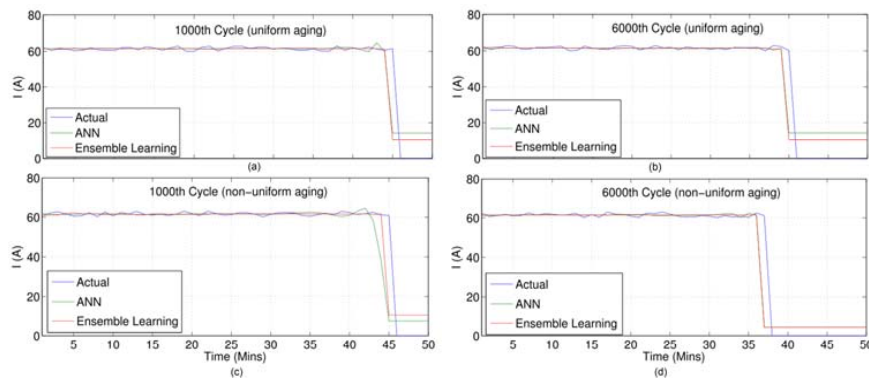 1000th Cycle (uniform aging)
80
60
40
20
0
I (A)
Actual
ANN
Ensemble Learning
5 10 15 20 25 30 35 40 45 50
(a)
6000th Cycle (uniform aging)
80
60
40
20
0
I (A)
Actual
ANN
Ensemble Learning
5 10 15 20 25 30 35 40 45 50
(b)
1000th Cycle (non-uniform aging)
80
60
40
20
0
I (A)
Actual
ANN
Ensemble Learning
5 10 15 20 25 30 35 40 45 50
Time (Mins)
(c)
6000th Cycle (non-uniform aging)
80
60
40
20
0
I (A)
Actual
ANN
Ensemble Learning
5 10 15 20 25 30 35 40 45 50
Time (Mins)
(d)